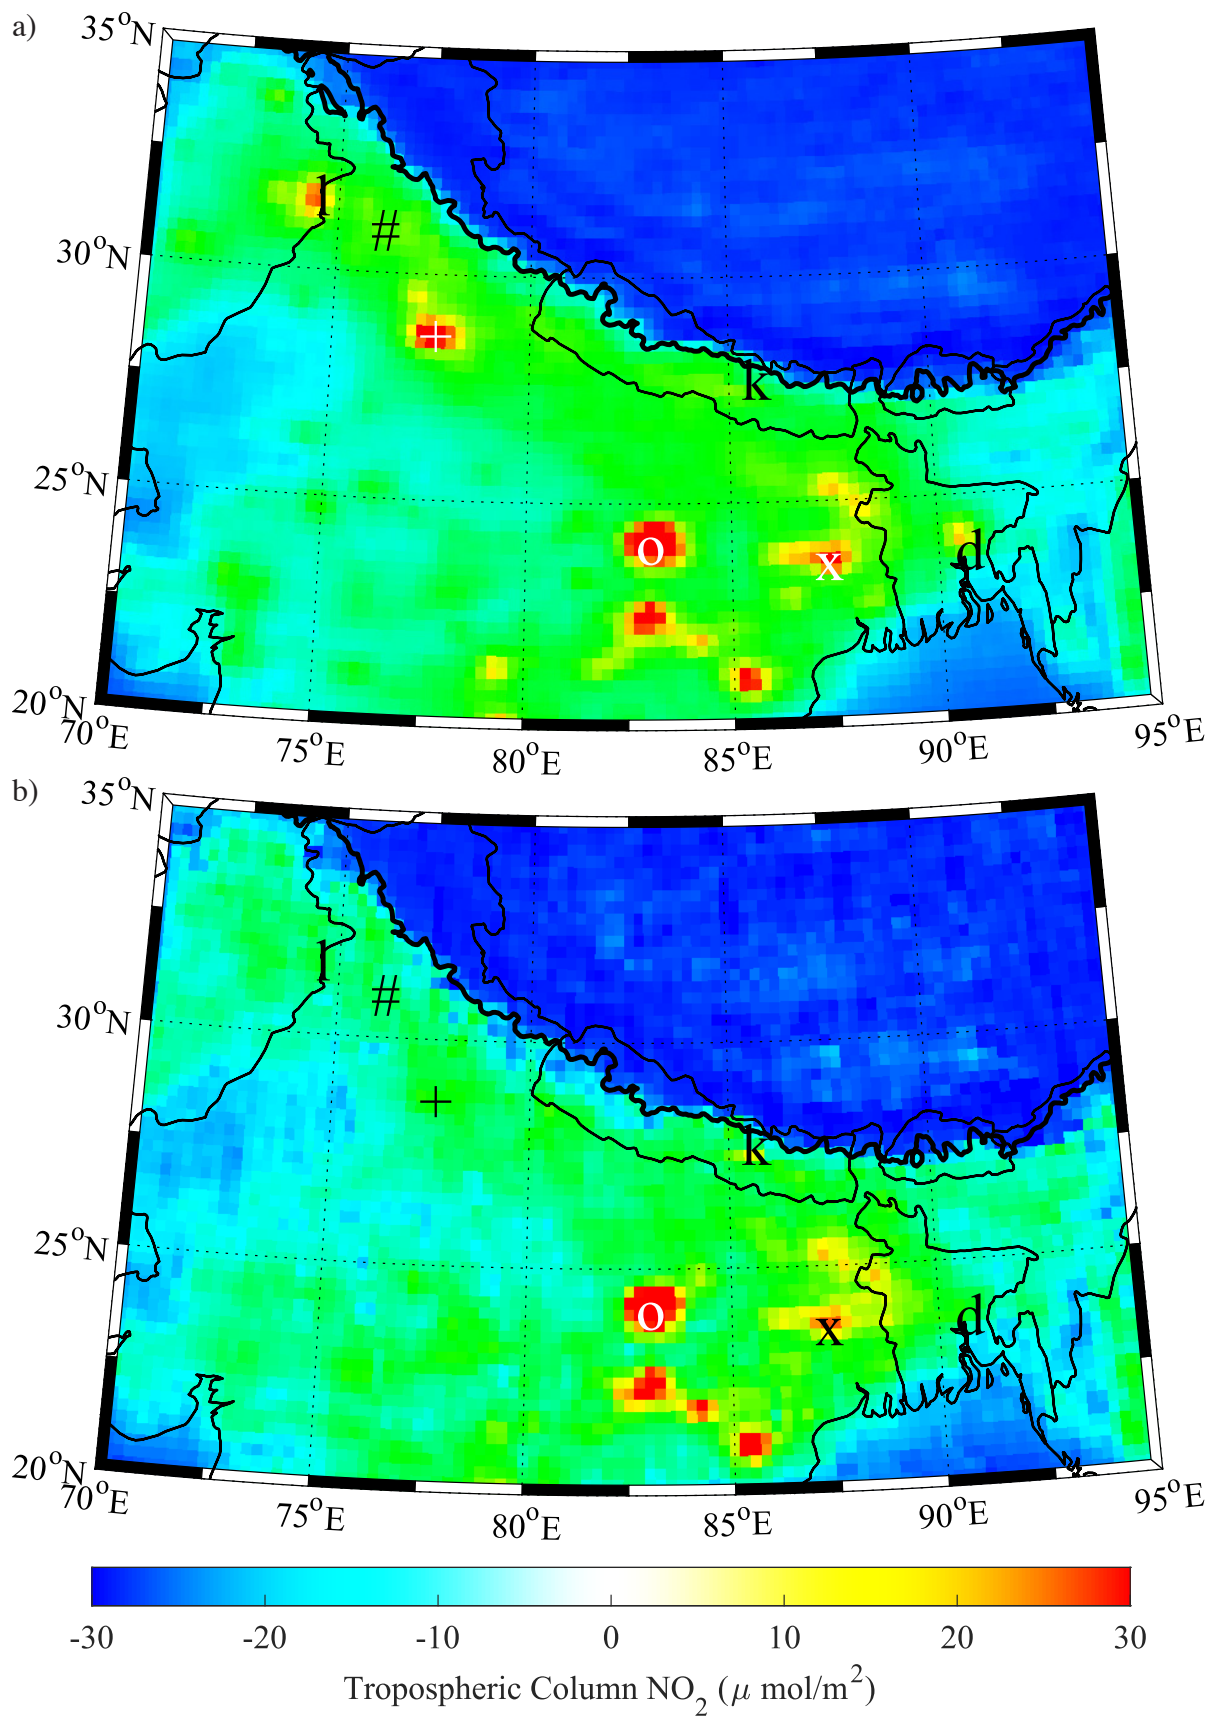 a)
35°N
30°N
25°N
20°N
70°E
75°E
80°E
85°E
90°E
95°E
l
#
+
k
o
x
d
b)
35°N
30°N
25°N
20°N
70°E
75°E
80°E
85°E
90°E
95°E
l
#
+
k
o
x
d
-30 -20 -10 0 10 20 30
Tropospheric Column NO₂ (μ mol/m²)